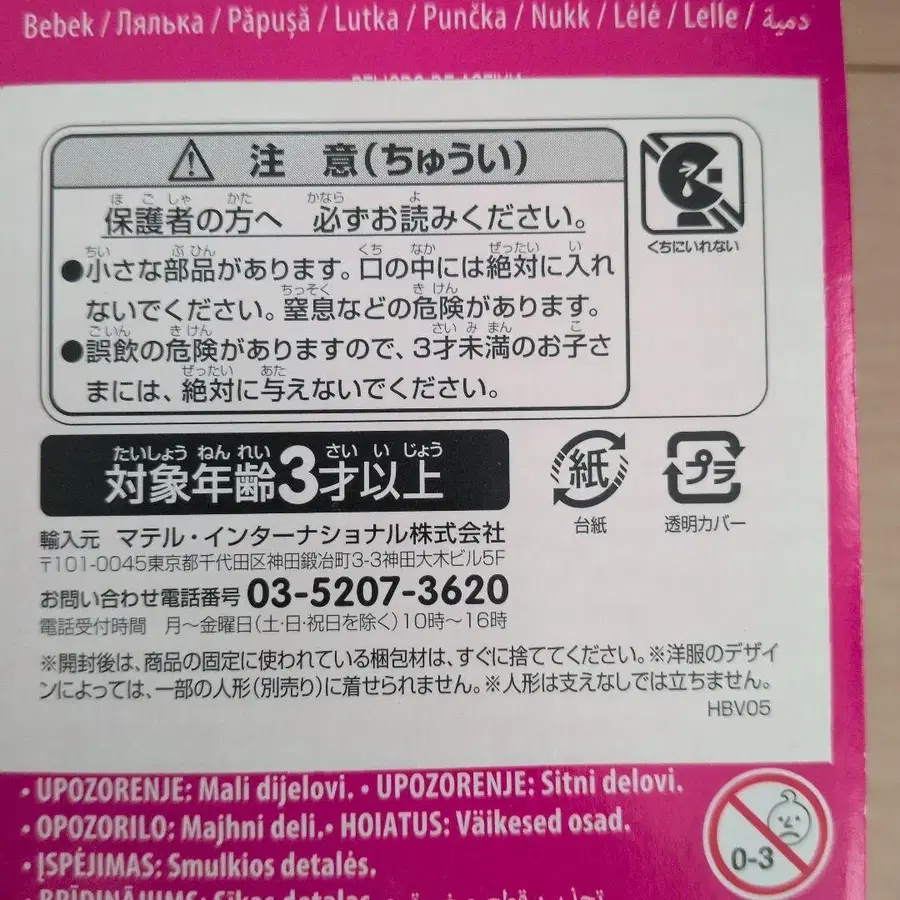 Bebek / Лялька / Păpuşă / Lutka / Punčka / Nukk / Lėlė / Lelle / دمية
⚠ 注 意(ちゅうい)
保護者の方へ 必ずお読みください。
●小さな部品があります。口の中には絶対に入れ
ないでください。窒息などの危険があります。
●誤飲の危険がありますので、3才未満のお子さ
まには、絶対に与えないでください。
くちにいれない
対象年齢3才以上
紙
台紙
プラ
透明カバー
輸入元 マテル・インターナショナル株式会社
〒101-0045東京都千代田区神田鍛冶町3-3神田大木ビル5F
お問い合わせ電話番号 03-5207-3620
電話受付時間 月〜金曜日(土・日・祝日を除く)10時〜16時
※開封後は、商品の固定に使われている梱包材は、すぐに捨ててください。※洋服のデザイ
ンによっては、一部の人形(別売り)に着せられません。※人形は支えなしでは立ちません。
HBV05
• UPOZORENJE: Mali dijelovi. • UPOZORENJE: Sitni delovi.
• OPOZORILO: Majhni deli. • HOIATUS: Väikesed osad.
• ĮSPĖJIMAS: Smulkios detalės.
0-3